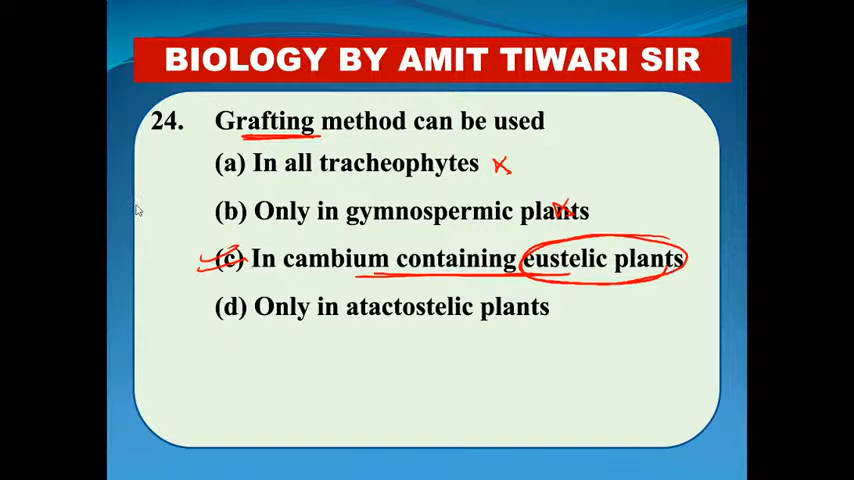 BIOLOGY BY AMIT TIWARI SIR
24. Grafting method can be used
(a) In all tracheophytes
(b) Only in gymnospermic plants
(c) In cambium containing eustelic plants
(d) Only in atactostelic plants